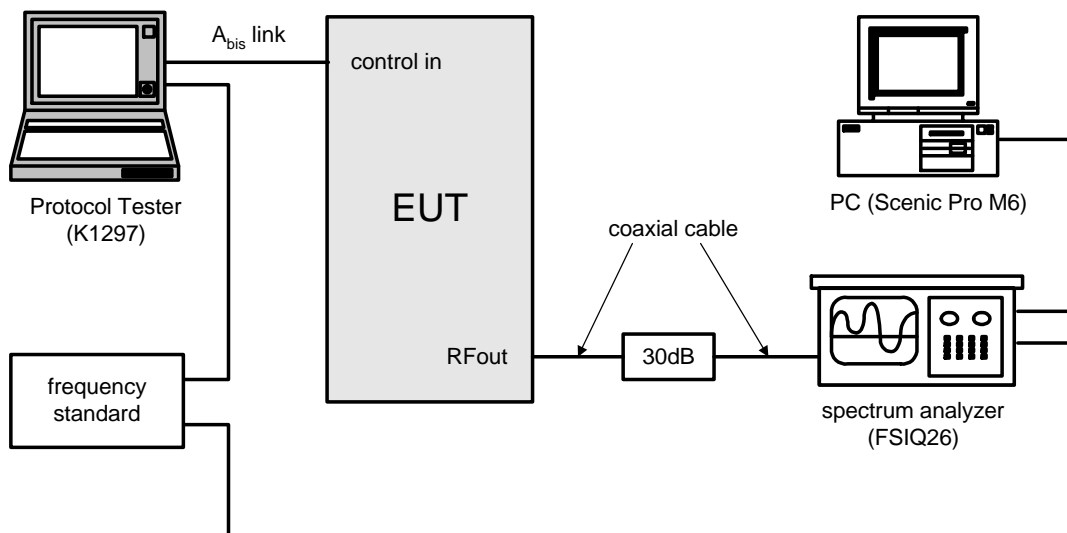 A_bis link
control in
EUT
RFout
Protocol Tester
(K1297)
frequency
standard
coaxial cable
30dB
PC (Scenic Pro M6)
spectrum analyzer
(FSIQ26)